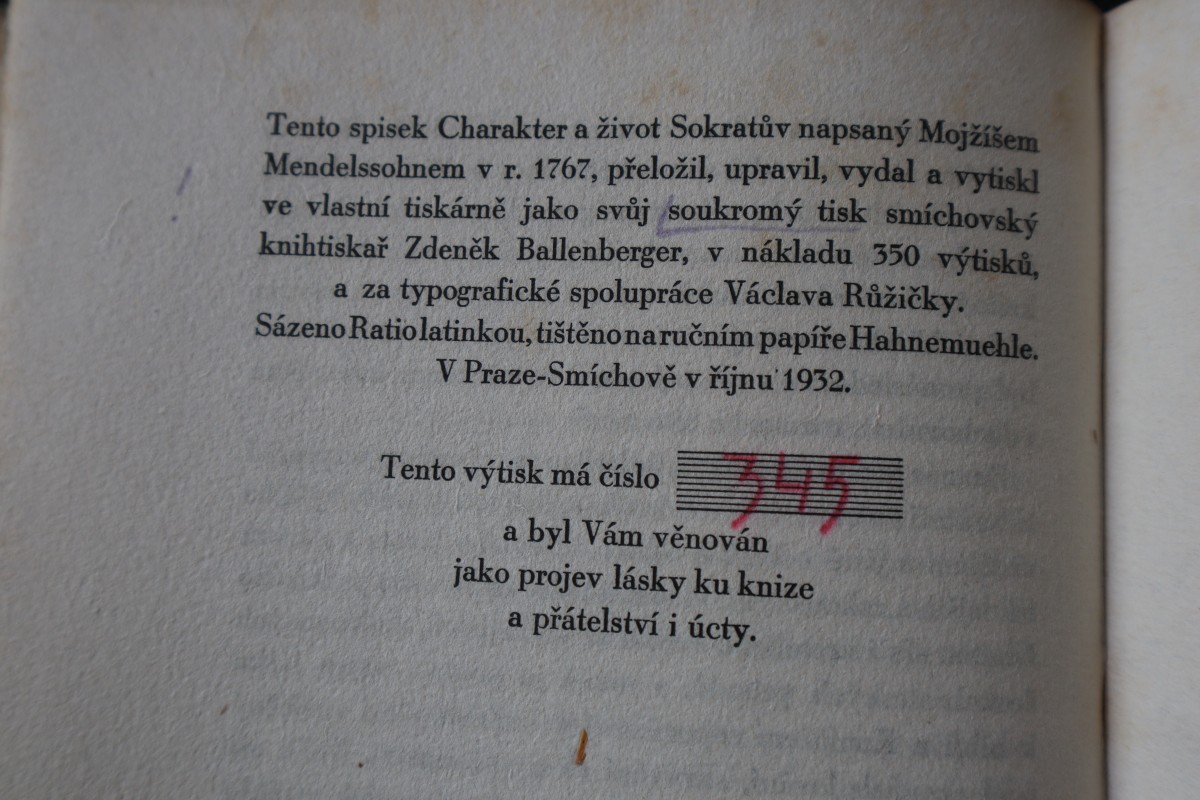 Tento spisek Charakter a život Sokratův napsaný Mojžíšem
Mendelssohnem v r. 1767, přeložil, upravil, vydal a vytiskl
ve vlastní tiskárně jako svůj soukromý tisk smíchovský
knihtiskař Zdeněk Ballenberger, v nákladu 350 výtisků,
a za typografické spolupráce Václava Růžičky.
Sázeno Ratio latinkou, tištěno na ručním papíře Hahnemuehle.
V Praze-Smíchově v říjnu 1932.
Tento výtisk má číslo 345
a byl Vám věnován
jako projev lásky ku knize
a přátelství i úcty.